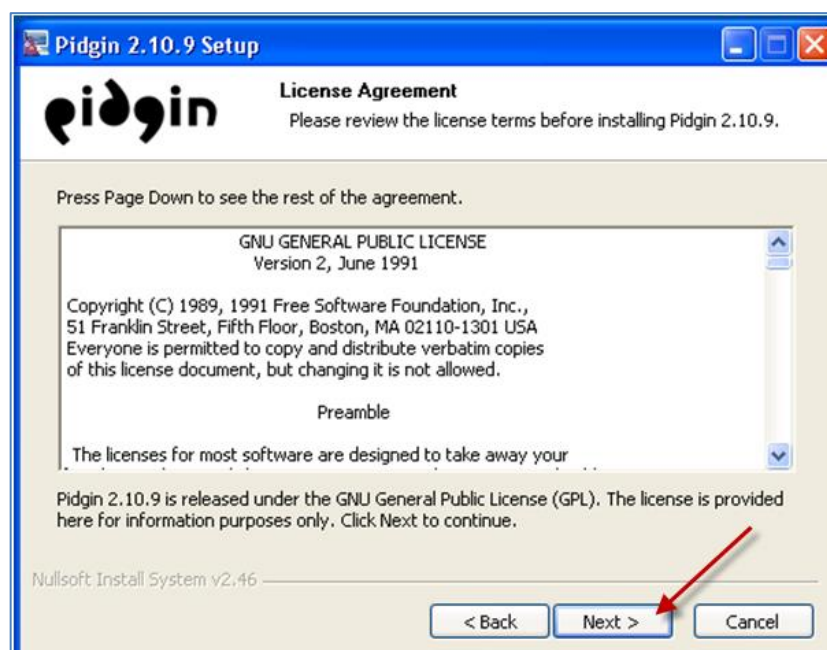 Pidgin 2.10.9 Setup
pidgin
License Agreement
Please review the license terms before installing Pidgin 2.10.9.
Press Page Down to see the rest of the agreement.
GNU GENERAL PUBLIC LICENSE
Version 2, June 1991
Copyright (C) 1989, 1991 Free Software Foundation, Inc.,
51 Franklin Street, Fifth Floor, Boston, MA 02110-1301 USA
Everyone is permitted to copy and distribute verbatim copies
of this license document, but changing it is not allowed.
Preamble
The licenses for most software are designed to take away your
Pidgin 2.10.9 is released under the GNU General Public License (GPL). The license is provided
here for information purposes only. Click Next to continue.
Nullsoft Install System v2.46
< Back
Next >
Cancel